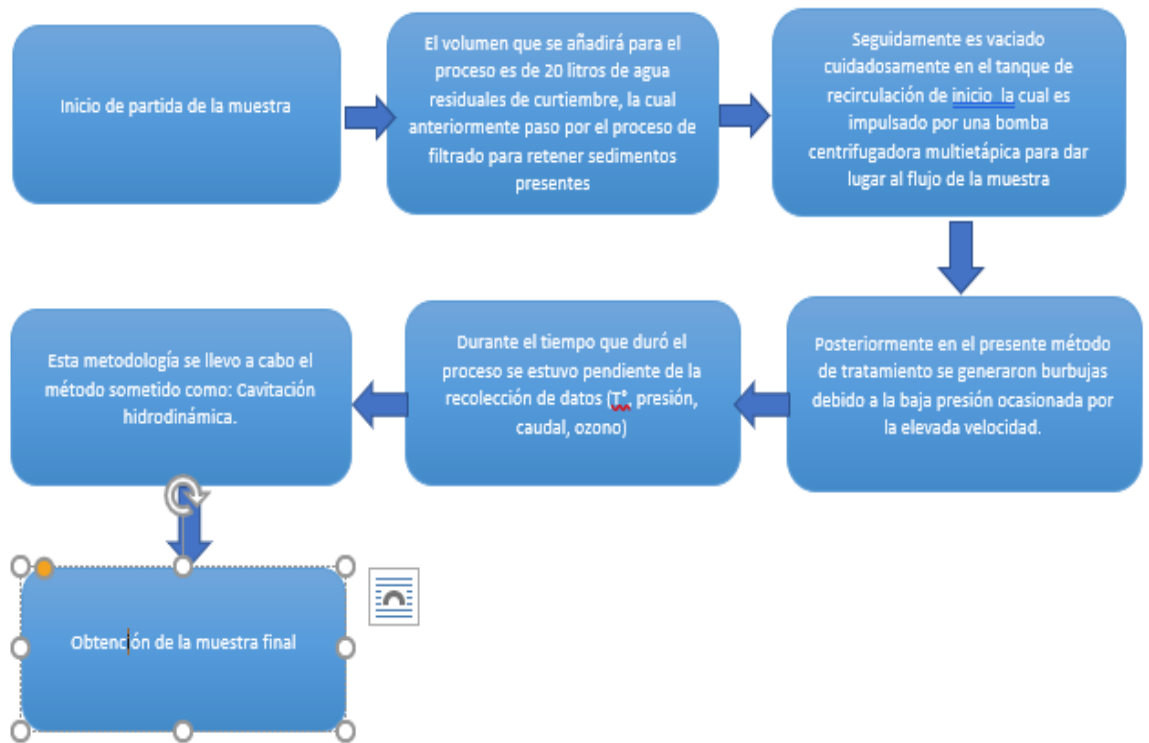 Inicio de partida de la muestra
El volumen que se añadirá para el
proceso es de 20 litros de agua
residuales de curtiembre, la cual
anteriormente paso por el proceso de
filtrado para retener sedimentos
presentes
Seguidamente es vaciado
cuidadosamente en el tanque de
recirculación de inicio la cual es
impulsado por una bomba
centrifugadora multietápica para dar
lugar al flujo de la muestra
Posteriormente en el presente método
de tratamiento se generaron burbujas
debido a la baja presión ocasionada por
la elevada velocidad.
Durante el tiempo que duró el
proceso se estuvo pendiente de la
recolección de datos (T°, presión,
caudal, ozono)
Esta metodología se llevo a cabo el
método sometido como: Cavitación
hidrodinámica.
Obtención de la muestra final